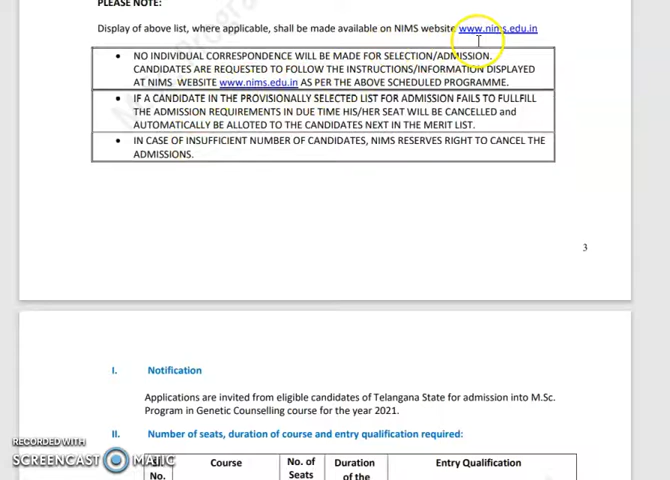 PLEASE NOTE:
Display of above list, where applicable, shall be made available on NIMS website www.nims.edu.in
• NO INDIVIDUAL CORRESPONDENCE WILL BE MADE FOR SELECTION/ADMISSION.
CANDIDATES ARE REQUESTED TO FOLLOW THE INSTRUCTIONS/INFORMATION DISPLAYED
AT NIMS WEBSITE www.nims.edu.in AS PER THE ABOVE SCHEDULED PROGRAMME.
• IF A CANDIDATE IN THE PROVISIONALLY SELECTED LIST FOR ADMISSION FAILS TO FULLFILL
THE ADMISSION REQUIREMENTS IN DUE TIME HIS/HER SEAT WILL BE CANCELLED and
AUTOMATICALLY BE ALLOTED TO THE CANDIDATES NEXT IN THE MERIT LIST.
• IN CASE OF INSUFFICIENT NUMBER OF CANDIDATES, NIMS RESERVES RIGHT TO CANCEL THE
ADMISSIONS.
3
I. Notification
Applications are invited from eligible candidates of Telangana State for admission into M.Sc.
Program in Genetic Counselling course for the year 2021.
II. Number of seats, duration of course and entry qualification required:
RECORDED WITH
SCREENCAST MATIC
Sl. No.
Course
No. of Seats
Duration of the
Entry Qualification